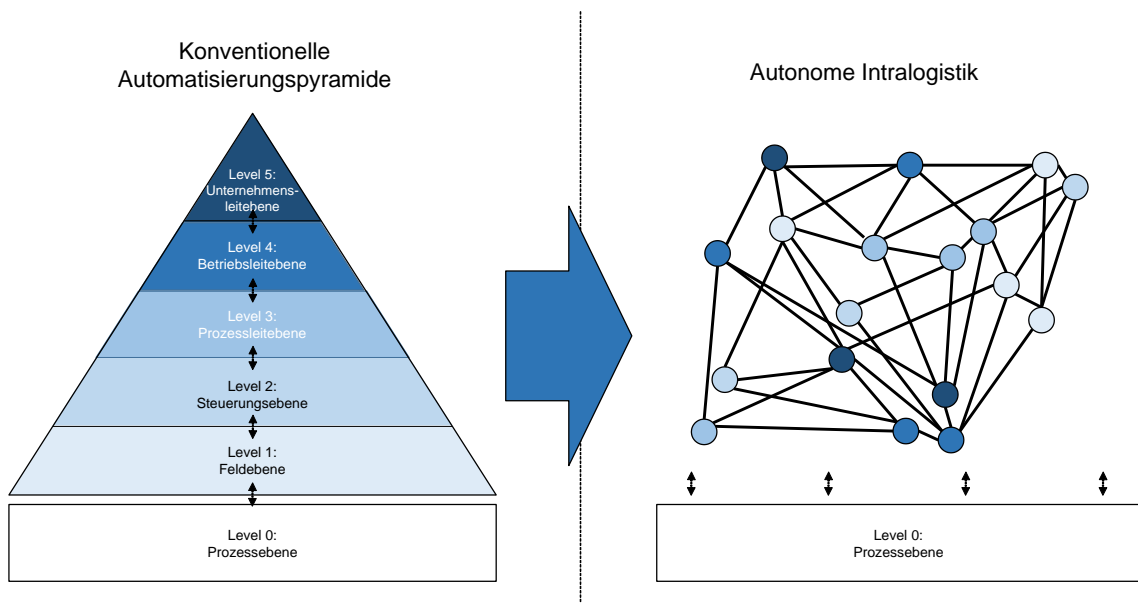 Konventionelle
Automatisierungspyramide
Level 5:
Unternehmens-
leitebene
Level 4:
Betriebsleitebene
Level 3:
Prozessleitebene
Level 2:
Steuerungsebene
Level 1:
Feldebene
Level 0:
Prozessebene
Autonome Intralogistik
Level 0:
Prozessebene